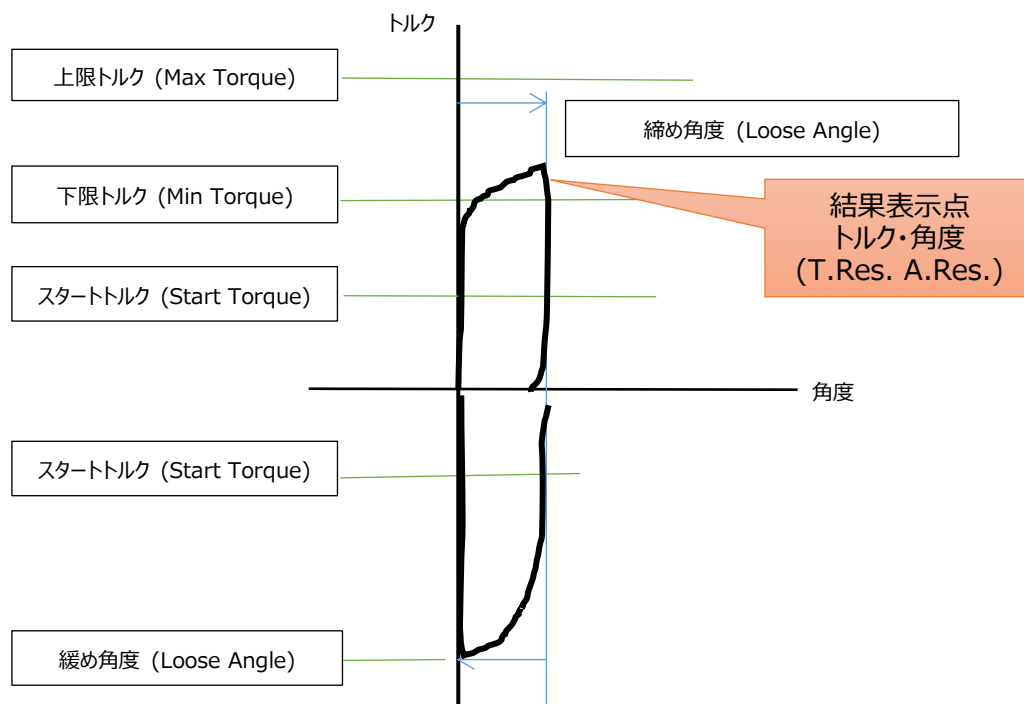 トルク
上限トルク (Max Torque)
締め角度 (Loose Angle)
下限トルク (Min Torque)
結果表示点
トルク・角度
(T.Res. A.Res.)
スタートトルク (Start Torque)
角度
スタートトルク (Start Torque)
緩め角度 (Loose Angle)